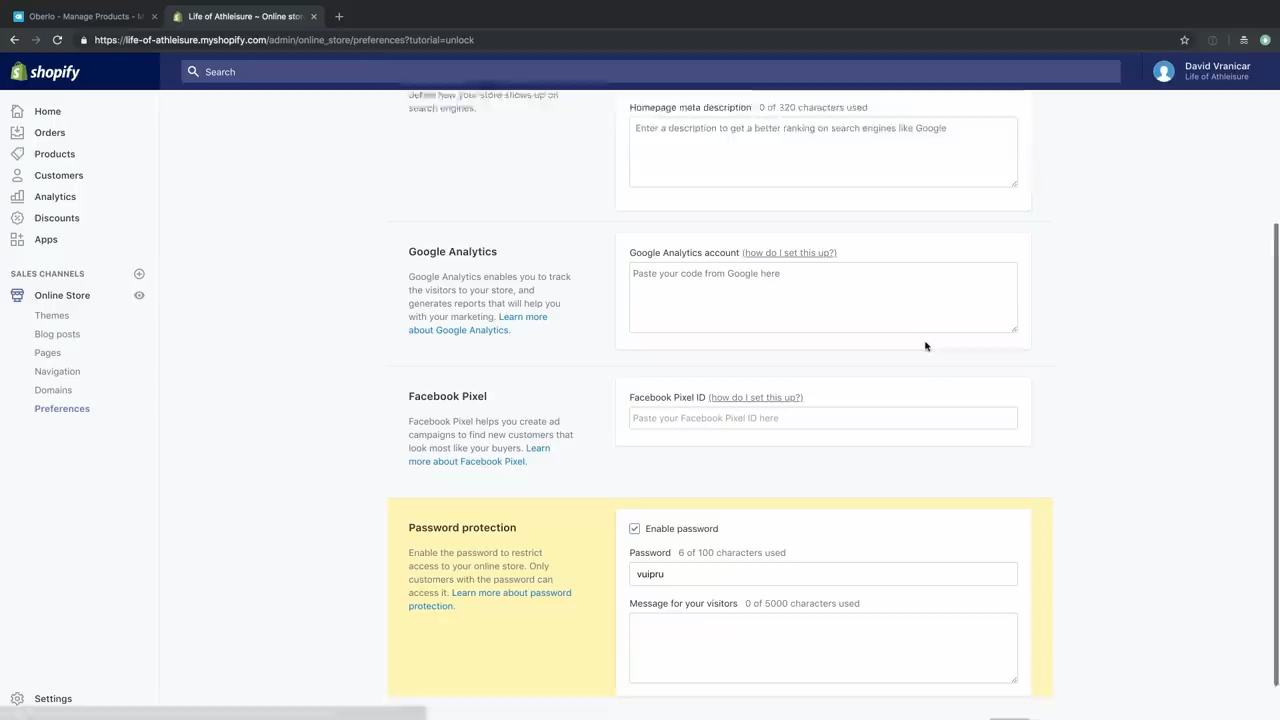 Oberlo - Manage Products - M
Life of Athleisure ~ Online stor
https://life-of-athleisure.myshopify.com/admin/online_store/preferences?tutorial=unlock
shopify
Search
David Vranicar
Life of Athleisure
Home
Orders
Products
Customers
Analytics
Discounts
Apps
SALES CHANNELS
Online Store
Themes
Blog posts
Pages
Navigation
Domains
Preferences
Settings
define how your store shows up on
search engines.
Homepage meta description 0 of 320 characters used
Enter a description to get a better ranking on search engines like Google
Google Analytics
Google Analytics enables you to track
the visitors to your store, and
generates reports that will help you
with your marketing. Learn more
about Google Analytics.
Google Analytics account (how do I set this up?)
Paste your code from Google here
Facebook Pixel
Facebook Pixel helps you create ad
campaigns to find new customers that
look most like your buyers. Learn
more about Facebook Pixel.
Facebook Pixel ID (how do I set this up?)
Paste your Facebook Pixel ID here
Password protection
Enable the password to restrict
access to your online store. Only
customers with the password can
access it. Learn more about password
protection.
Enable password
Password 6 of 100 characters used
vuipru
Message for your visitors 0 of 5000 characters used